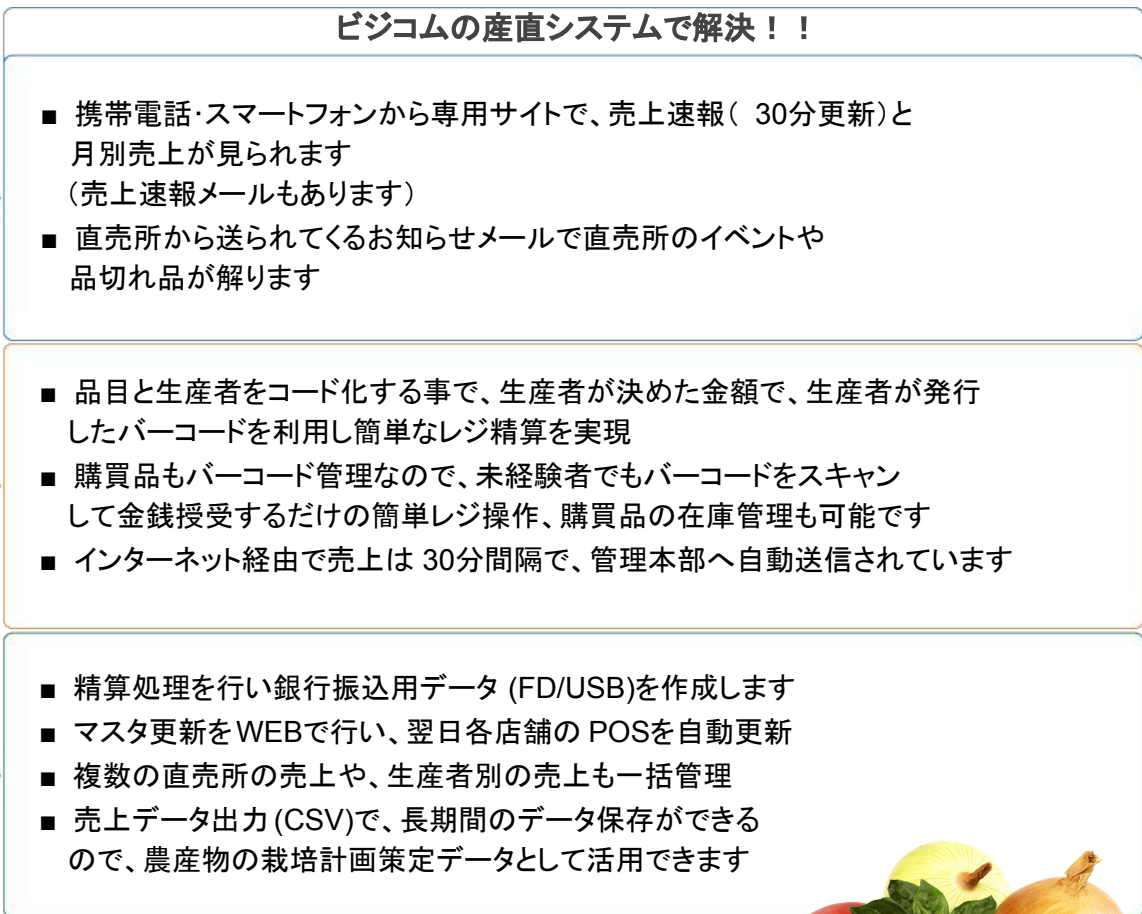 ビジコムの産直システムで解決！！
■ 携帯電話･スマートフォンから専用サイトで、売上速報（ 30分更新）と
月別売上が見られます
（売上速報メールもあります）
■ 直売所から送られてくるお知らせメールで直売所のイベントや
品切れ品が解ります
■ 品目と生産者をコード化する事で、生産者が決めた金額で、生産者が発行
したバーコードを利用し簡単なレジ精算を実現
■ 購買品もバーコード管理なので、未経験者でもバーコードをスキャン
して金銭授受するだけの簡単レジ操作、購買品の在庫管理も可能です
■ インターネット経由で売上は 30分間隔で、管理本部へ自動送信されています
■ 精算処理を行い銀行振込用データ (FD/USB)を作成します
■ マスタ更新をWEBで行い、翌日各店舗の POSを自動更新
■ 複数の直売所の売上や、生産者別の売上も一括管理
■ 売上データ出力 (CSV)で、長期間のデータ保存ができる
ので、農産物の栽培計画策定データとして活用できます